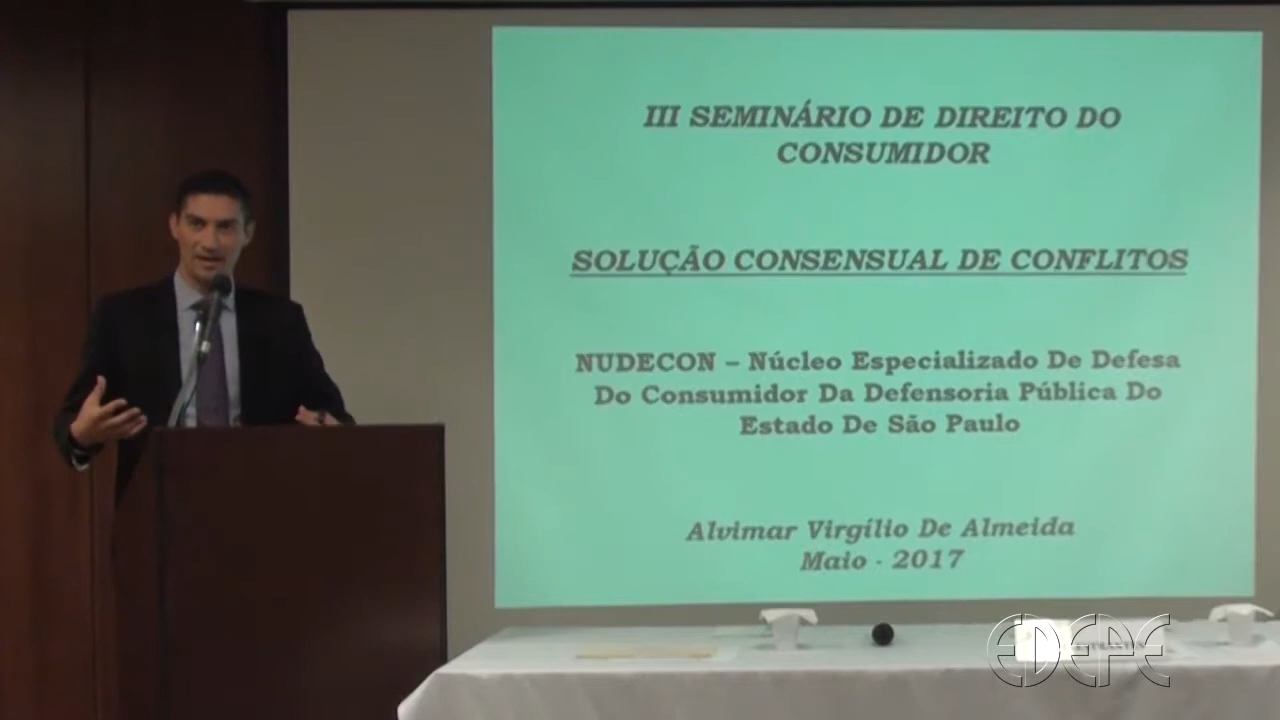 III SEMINÁRIO DE DIREITO DO
CONSUMIDOR
SOLUÇÃO CONSENSUAL DE CONFLITOS
NUDECON – Núcleo Especializado De Defesa
Do Consumidor Da Defensoria Pública Do
Estado De São Paulo
Alvimar Virgílio De Almeida
Maio - 2017
EDEPE